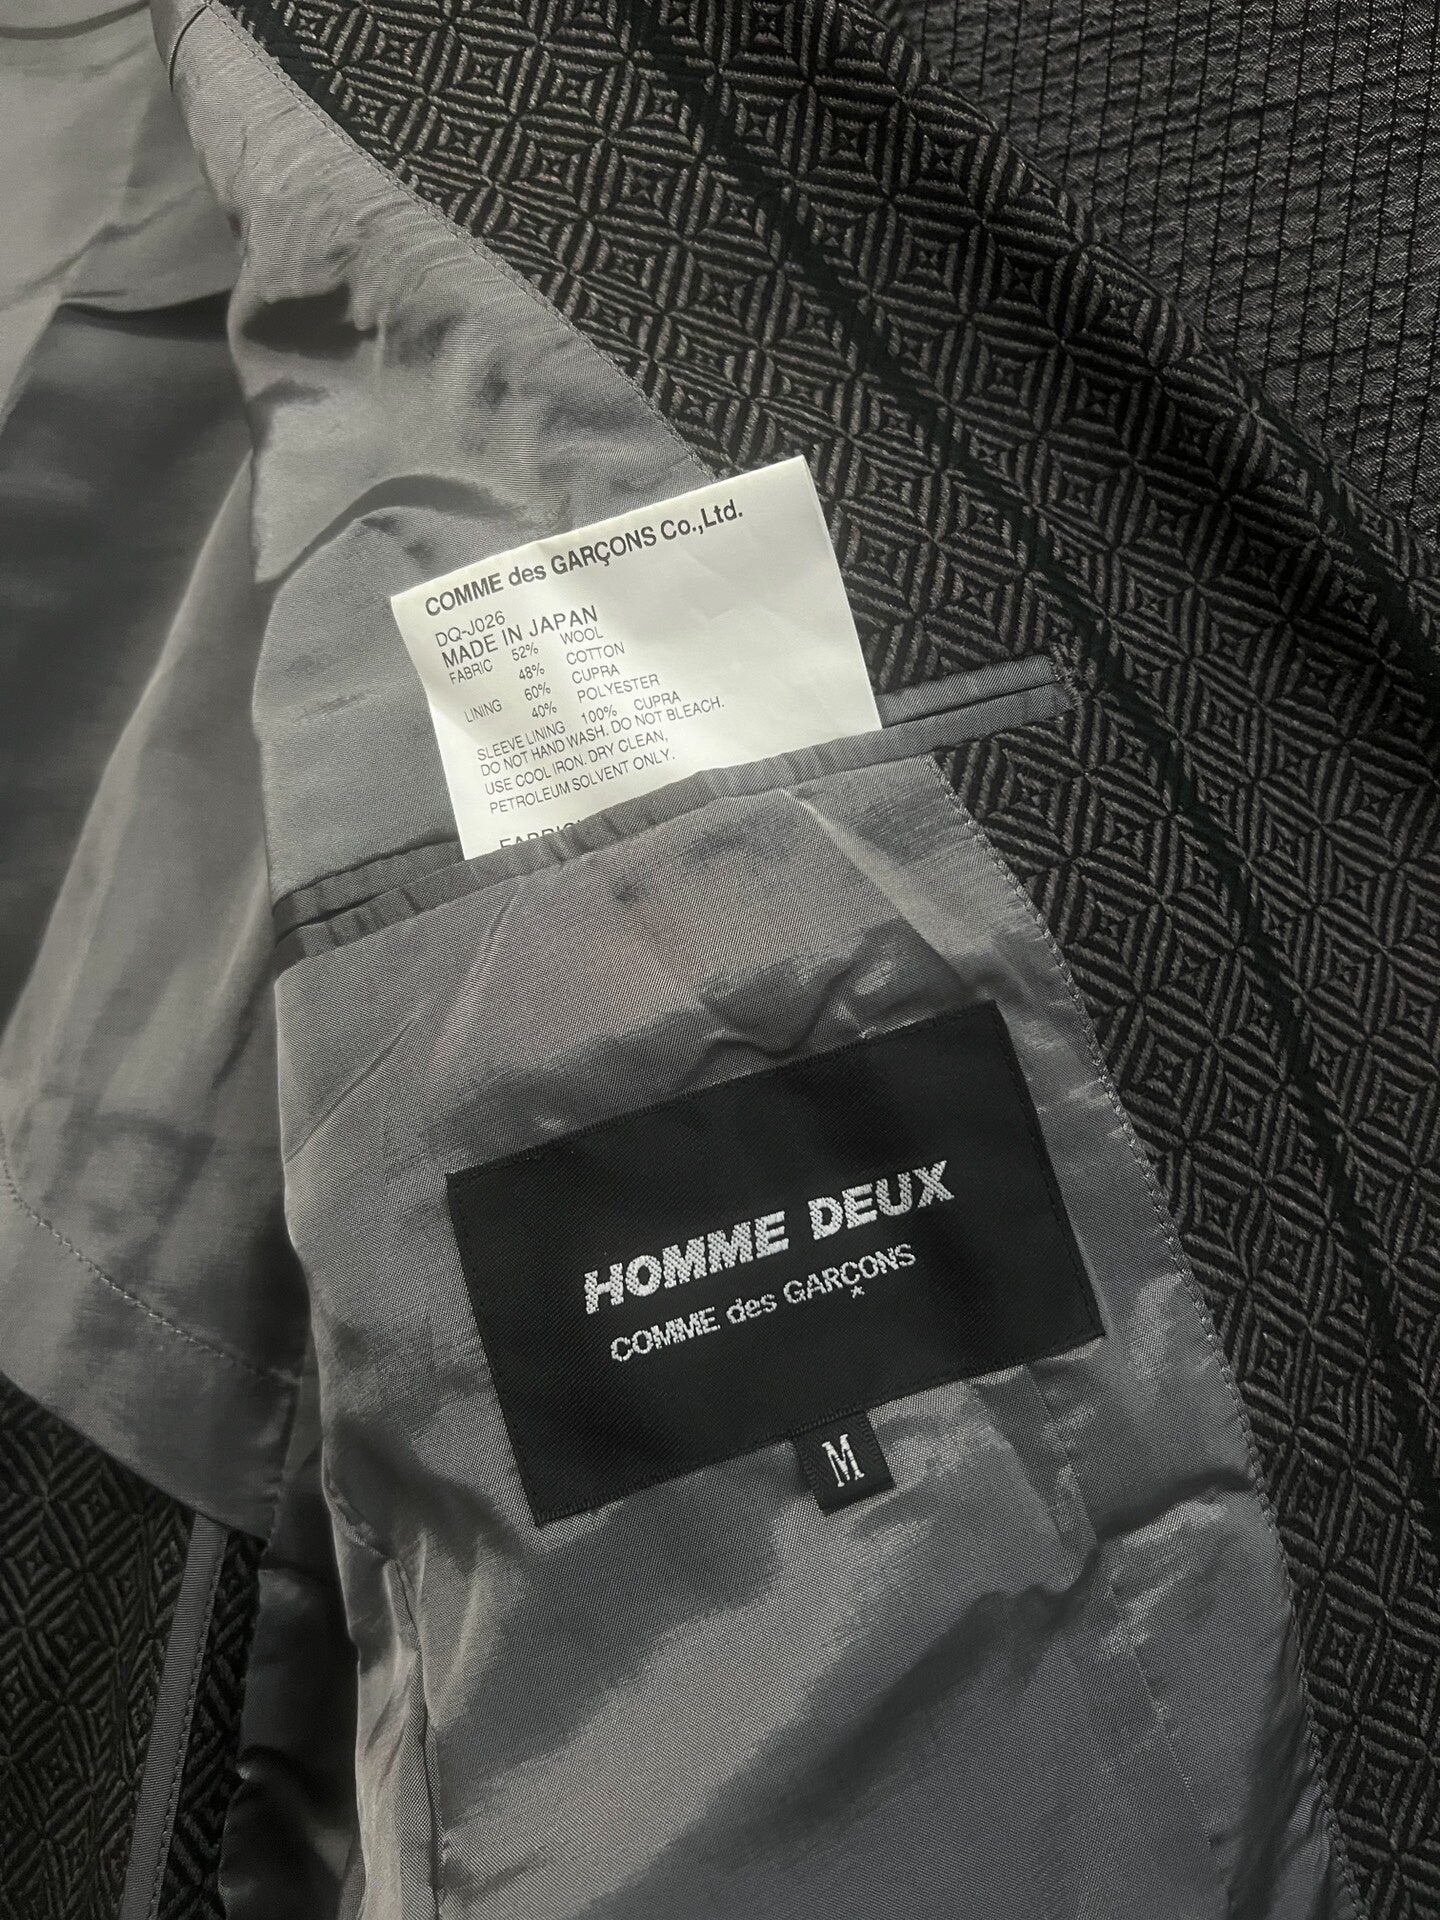 COMME des GARÇONS Co.,Ltd.
DQ-J026
MADE IN JAPAN
FABRIC 52% WOOL
48% COTTON
LINING 60% CUPRA
40% POLYESTER
SLEEVE LINING 100% CUPRA
DO NOT HAND WASH. DO NOT BLEACH.
USE COOL IRON. DRY CLEAN,
PETROLEUM SOLVENT ONLY.
HOMME DEUX
COMME des GARÇONS
M